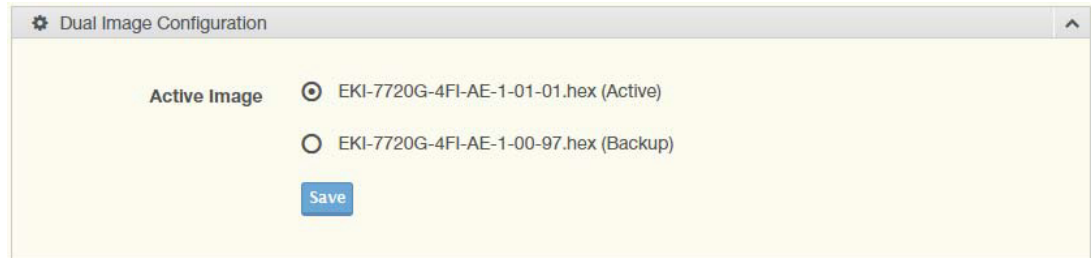 Dual Image Configuration
Active Image
EKI-7720G-4FI-AE-1-01-01.hex (Active)
EKI-7720G-4FI-AE-1-00-97.hex (Backup)
Save